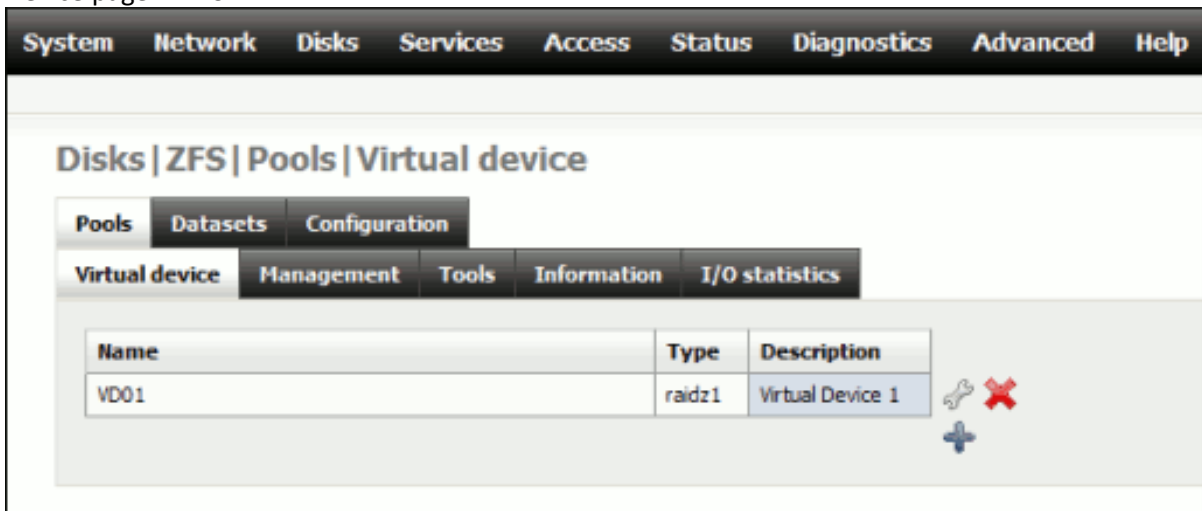 System Network Disks Services Access Status Diagnostics Advanced Help
Disks|ZFS|Pools|Virtual device
Pools Datasets Configuration
Virtual device Management Tools Information I/O statistics
Name Type Description
VD01 raidz1 Virtual Device 1